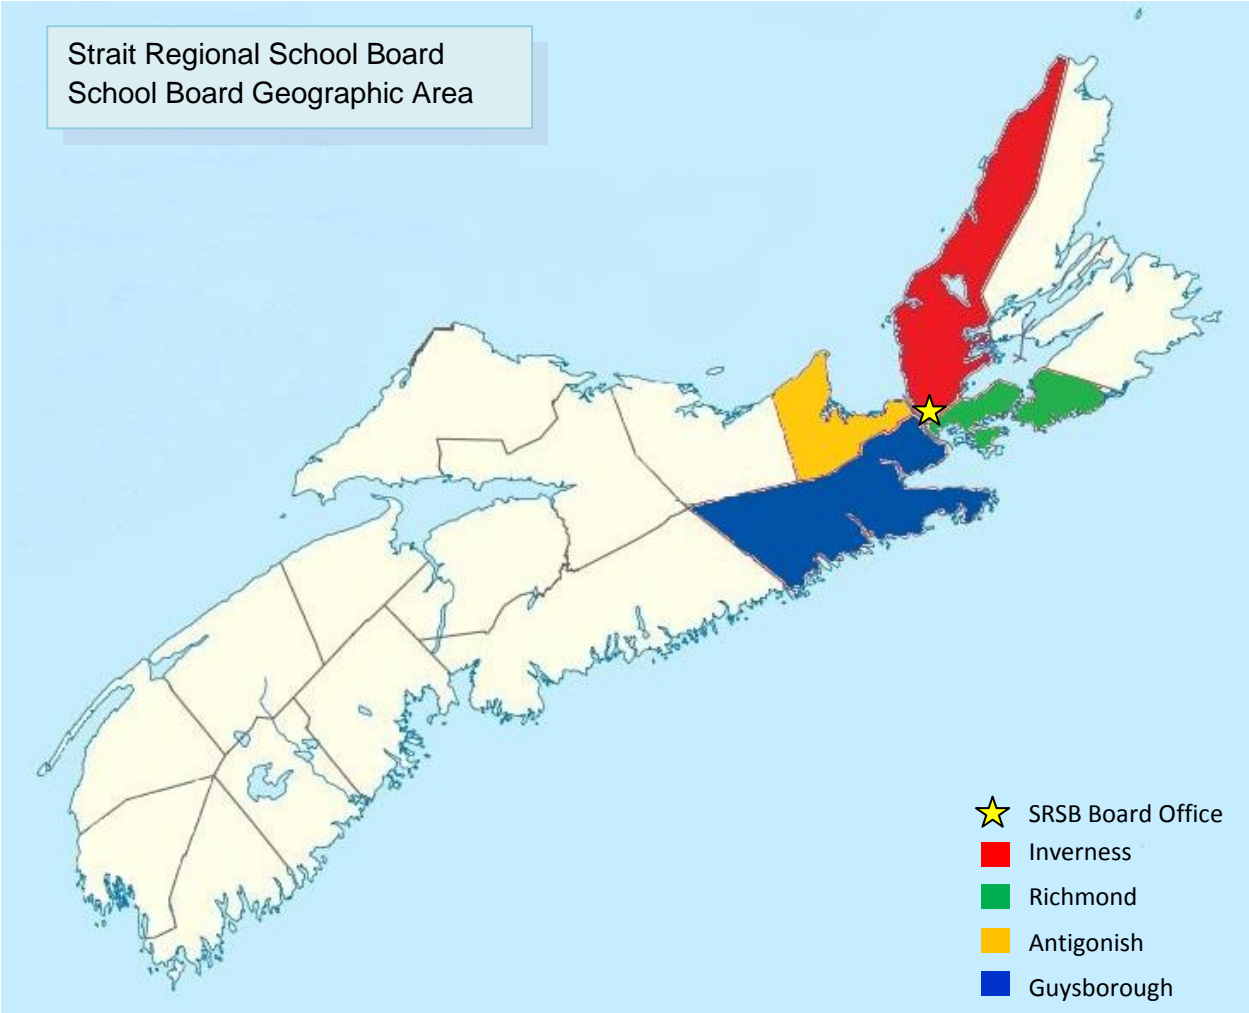 Strait Regional School Board
School Board Geographic Area
SRSB Board Office
Inverness
Richmond
Antigonish
Guysborough